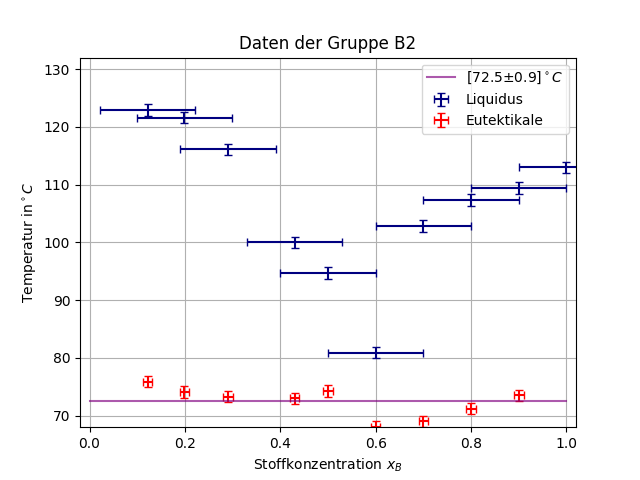 Daten der Gruppe B2
[72.5±0.9]°C
Liquidus
Eutektikale
130
120
110
100
90
80
70
Temperatur in°C
0.0 0.2 0.4 0.6 0.8 1.0
Stoffkonzentration x_B